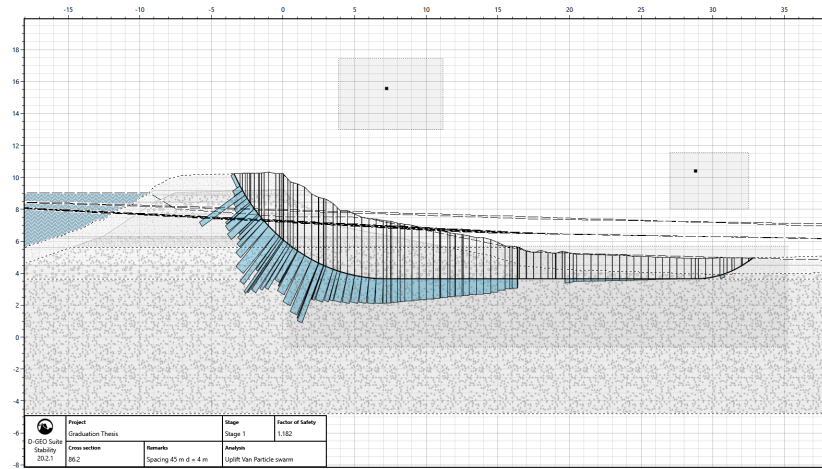 -15 -10 -5 0 5 10 15 20 25 30 35
18
16
14
12
10
8
6
4
2
0
-2
-4
-6
-8
D-GEO Suite
Stability
20.2.1
Project
Graduation Thesis
Stage
Stage 1
Factor of Safety
1.182
Cross section
86.2
Remarks
Spacing 45 m d = 4 m
Analysis
Uplift Van Particle swarm